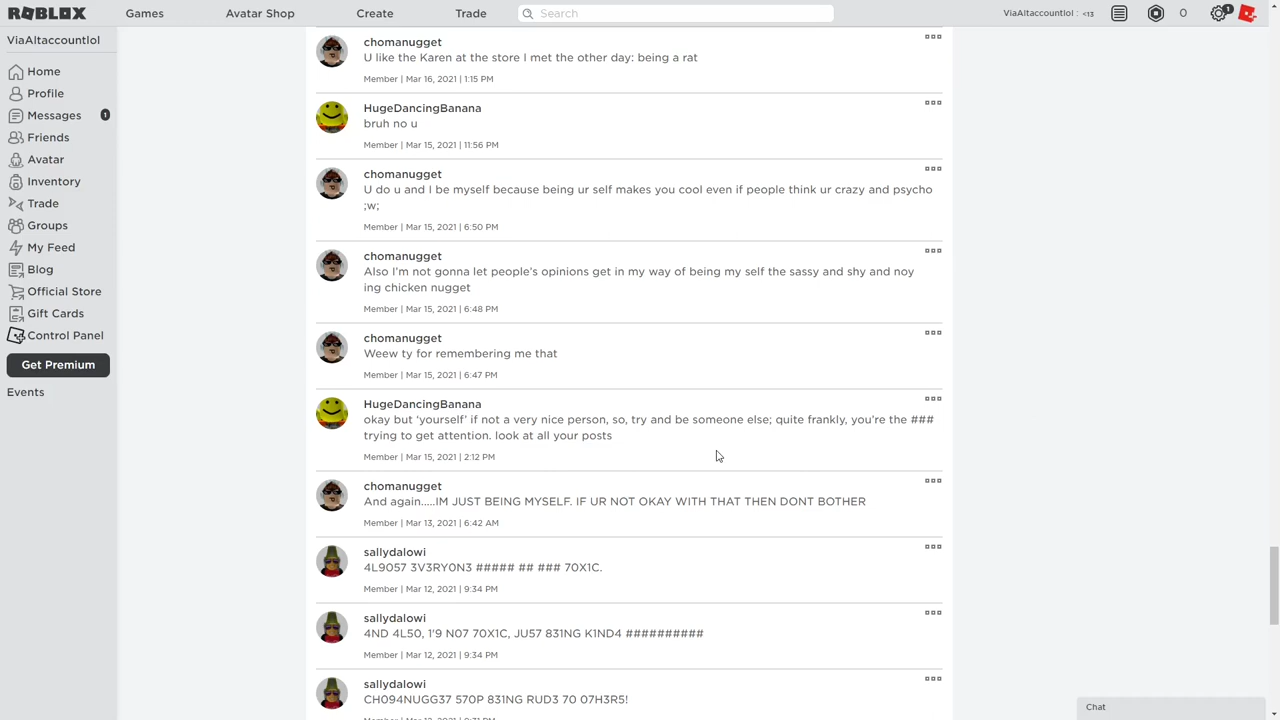 ROBLOX
Games
Avatar Shop
Create
Trade
Search
ViaAltaccountlol : <13
0
1
ViaAltaccountlol
Home
Profile
Messages
1
Friends
Avatar
Inventory
Trade
Groups
My Feed
Blog
Official Store
Gift Cards
Control Panel
Get Premium
Events
chomanugget
U like the Karen at the store I met the other day: being a rat
Member | Mar 16, 2021 | 1:15 PM
HugeDancingBanana
bruh no u
Member | Mar 15, 2021 | 11:56 PM
chomanugget
U do u and I be myself because being ur self makes you cool even if people think ur crazy and psycho
;w;
Member | Mar 15, 2021 | 6:50 PM
chomanugget
Also I'm not gonna let people's opinions get in my way of being my self the sassy and shy and noy
ing chicken nugget
Member | Mar 15, 2021 | 6:48 PM
chomanugget
Weew ty for remembering me that
Member | Mar 15, 2021 | 6:47 PM
HugeDancingBanana
okay but 'yourself' if not a very nice person, so, try and be someone else; quite frankly, you're the ###
trying to get attention. look at all your posts
Member | Mar 15, 2021 | 2:12 PM
chomanugget
And again.....IM JUST BEING MYSELF. IF UR NOT OKAY WITH THAT THEN DONT BOTHER
Member | Mar 13, 2021 | 6:42 AM
sallydalowi
4L9O57 3V3RYON3 ##### ## ### 70X1C.
Member | Mar 12, 2021 | 9:34 PM
sallydalowi
4ND 4L50, 1'9 N07 70X1C, JU57 831NG K1ND4 ##########
Member | Mar 12, 2021 | 9:34 PM
sallydalowi
CH094NUGG37 570P 831NG RUD3 70 07H3R5!
Chat